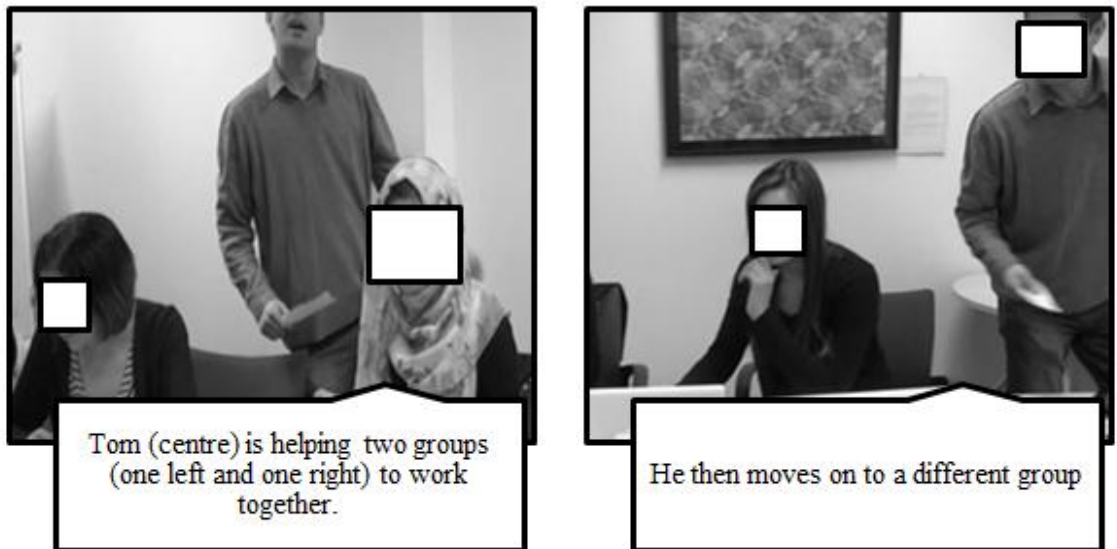 Tom (centre) is helping two groups
(one left and one right) to work
together.
He then moves on to a different group